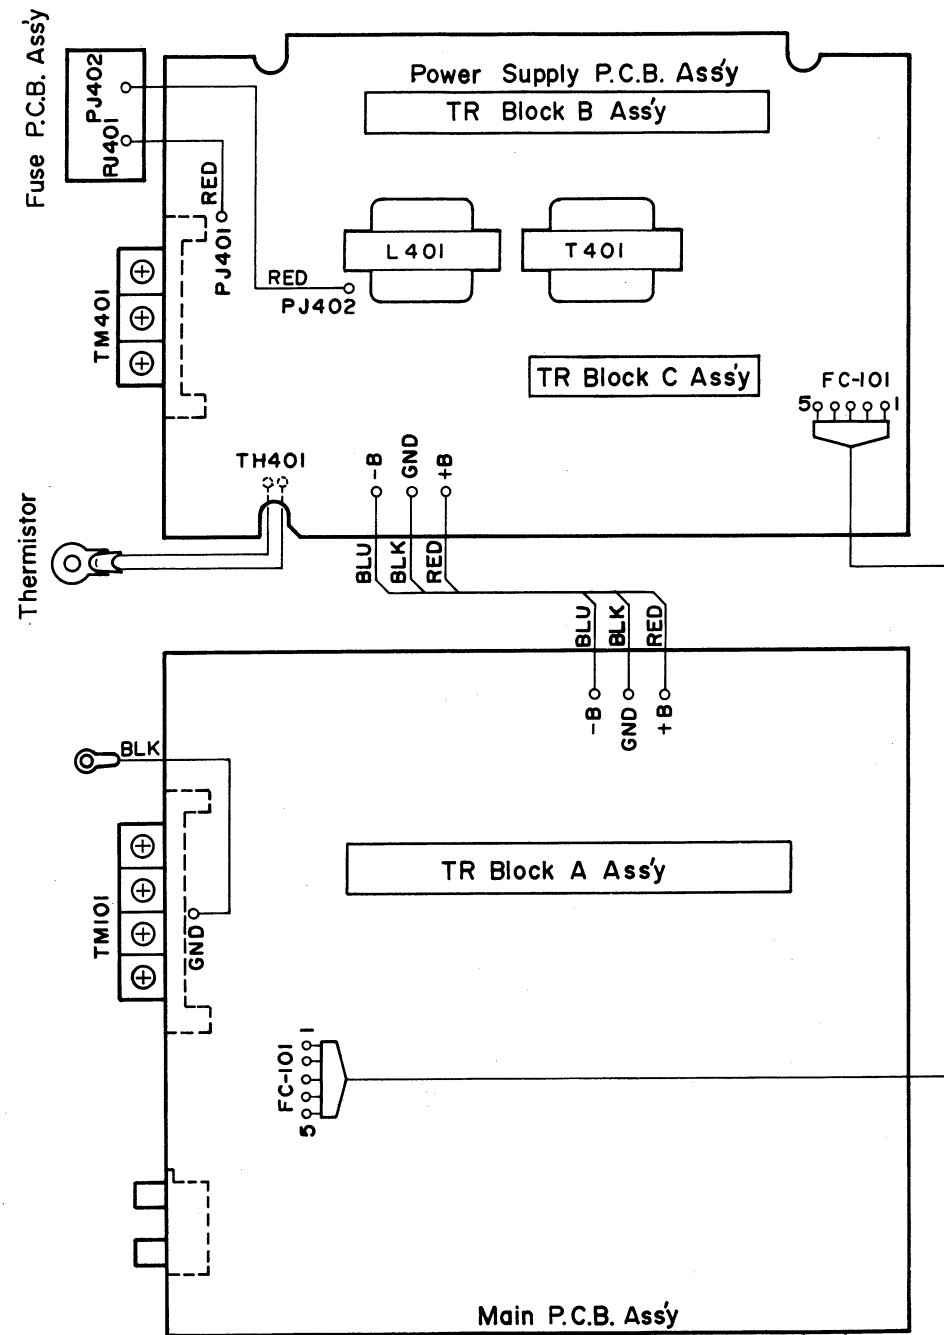 Fuse P.C.B. Ass'y
PJ402
PJ401
Power Supply P.C.B. Ass'y
TR Block B Ass'y
RED
PJ401
L401
T401
RED
PJ402
TM401
TR Block C Ass'y
FC-101
5 1
TH401
-B
GND
+B
Thermistor
BLU
BLK
RED
BLU
BLK
RED
-B
GND
+B
BLK
TR Block A Ass'y
TM101
GND
FC-101
1
5
Main P.C.B. Ass'y